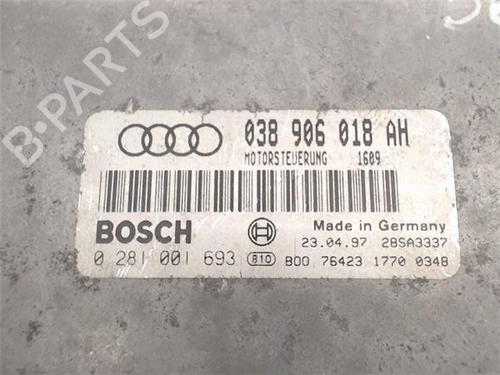 038 906 018 AH
MOTORSTEUERUNG 1609
BOSCH
Made in Germany
23.04.97 28SA3337
0 281 001 693 810 B00 76423 1770 0348
B-PARTS